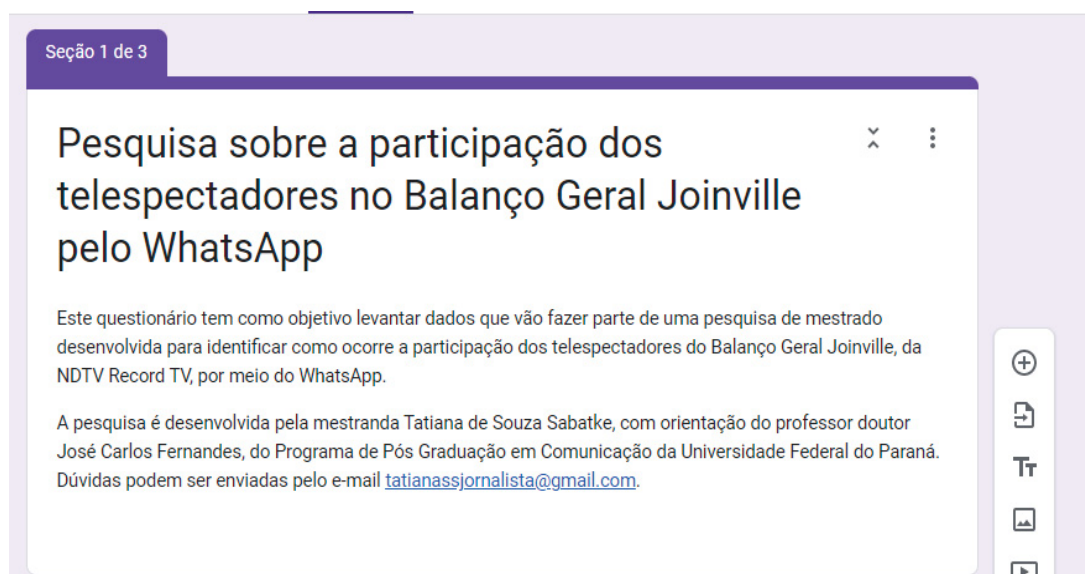 Seção 1 de 3
Pesquisa sobre a participação dos
telespectadores no Balanço Geral Joinville
pelo WhatsApp
Este questionário tem como objetivo levantar dados que vão fazer parte de uma pesquisa de mestrado
desenvolvida para identificar como ocorre a participação dos telespectadores do Balanço Geral Joinville, da
NDTV Record TV, por meio do WhatsApp.
A pesquisa é desenvolvida pela mestranda Tatiana de Souza Sabatke, com orientação do professor doutor
José Carlos Fernandes, do Programa de Pós Graduação em Comunicação da Universidade Federal do Paraná.
Dúvidas podem ser enviadas pelo e-mail tatianassjornalista@gmail.com.
Tт